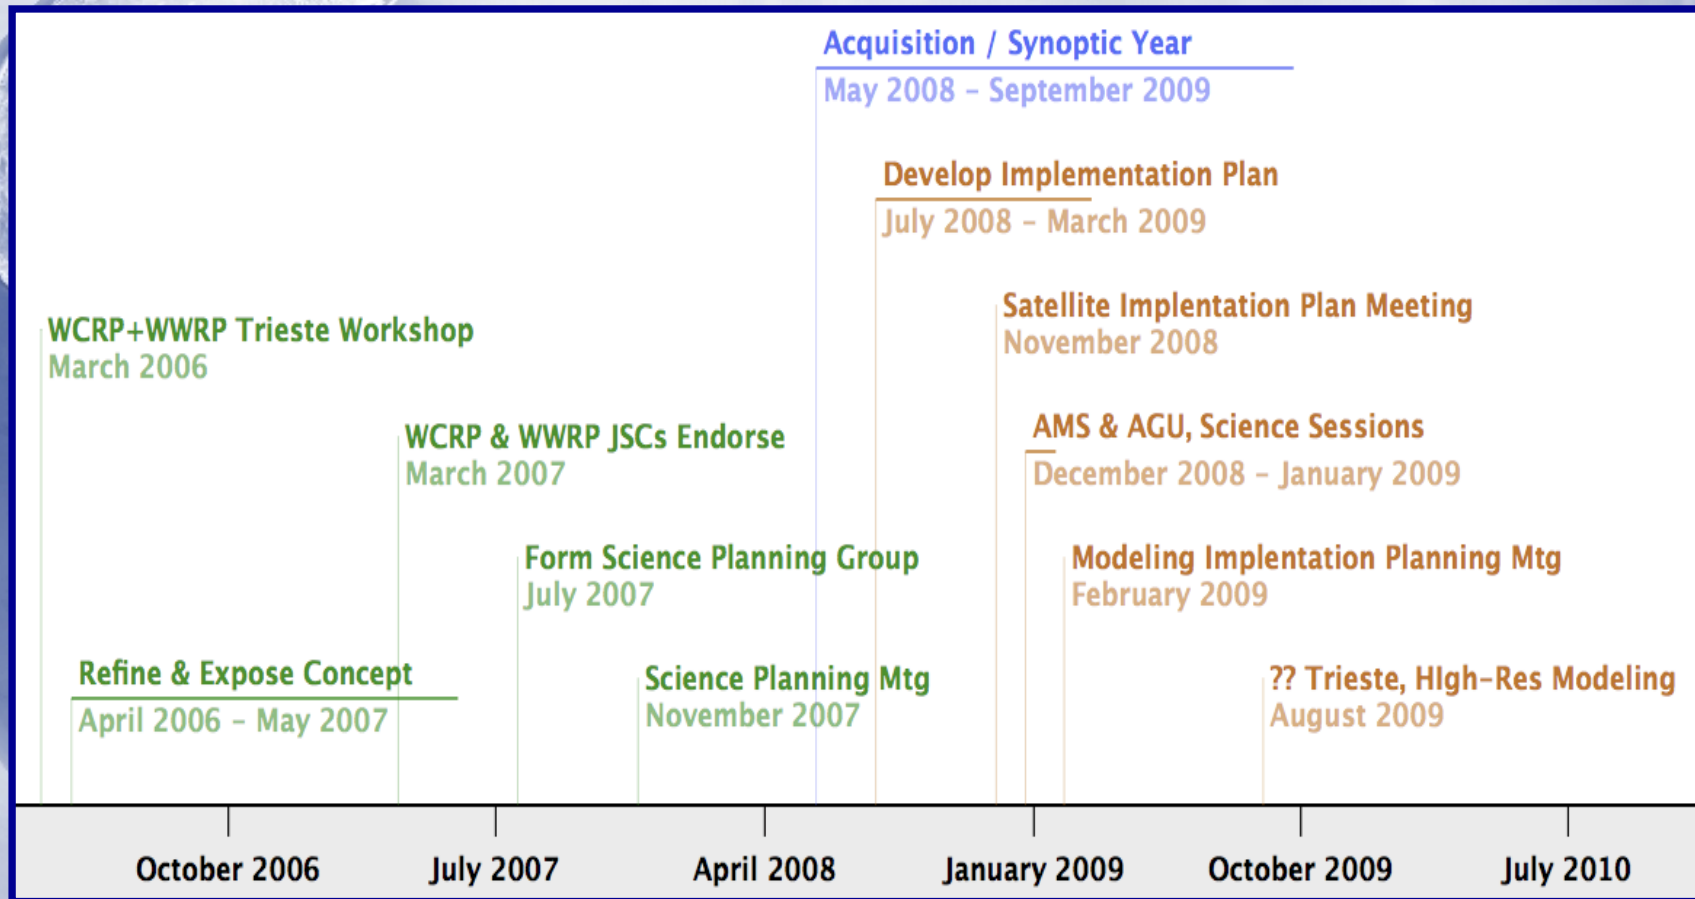 Acquisition / Synoptic Year
May 2008 – September 2009
Develop Implementation Plan
July 2008 – March 2009
Satellite Implentation Plan Meeting
November 2008
WCRP+WWRP Trieste Workshop
March 2006
AMS & AGU, Science Sessions
December 2008 – January 2009
WCRP & WWRP JSCs Endorse
March 2007
Form Science Planning Group
July 2007
Modeling Implentation Planning Mtg
February 2009
Refine & Expose Concept
April 2006 – May 2007
Science Planning Mtg
November 2007
?? Trieste, HIgh-Res Modeling
August 2009
October 2006
July 2007
April 2008
January 2009
October 2009
July 2010